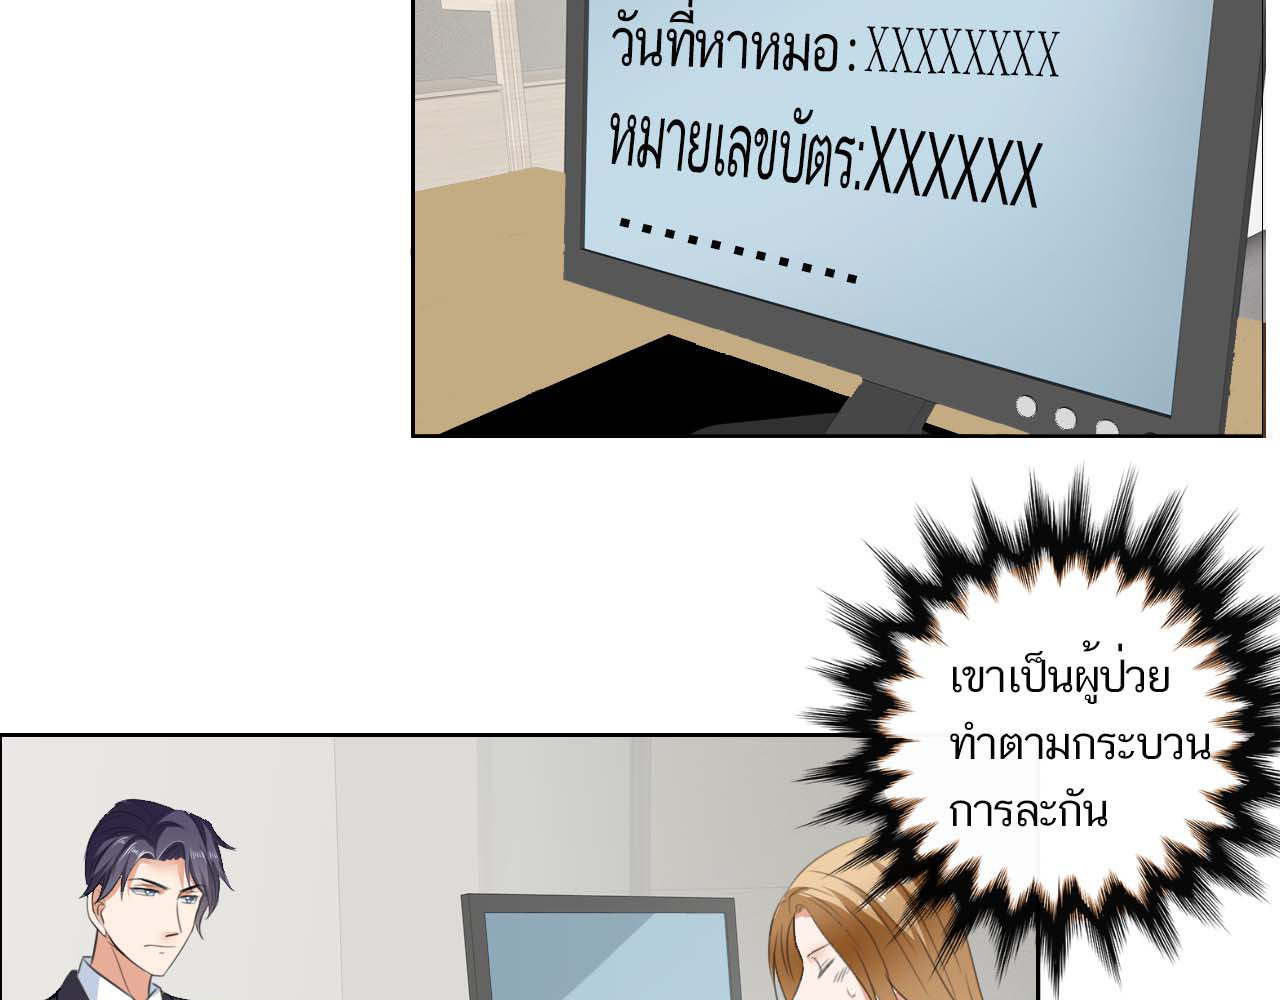 วันที่หาหมอ : XXXXXXXX
หมายเลขบัตร:XXXXXX
...........
เขาเป็นผู้ป่วย
ทำตามกระบวน
การละกัน